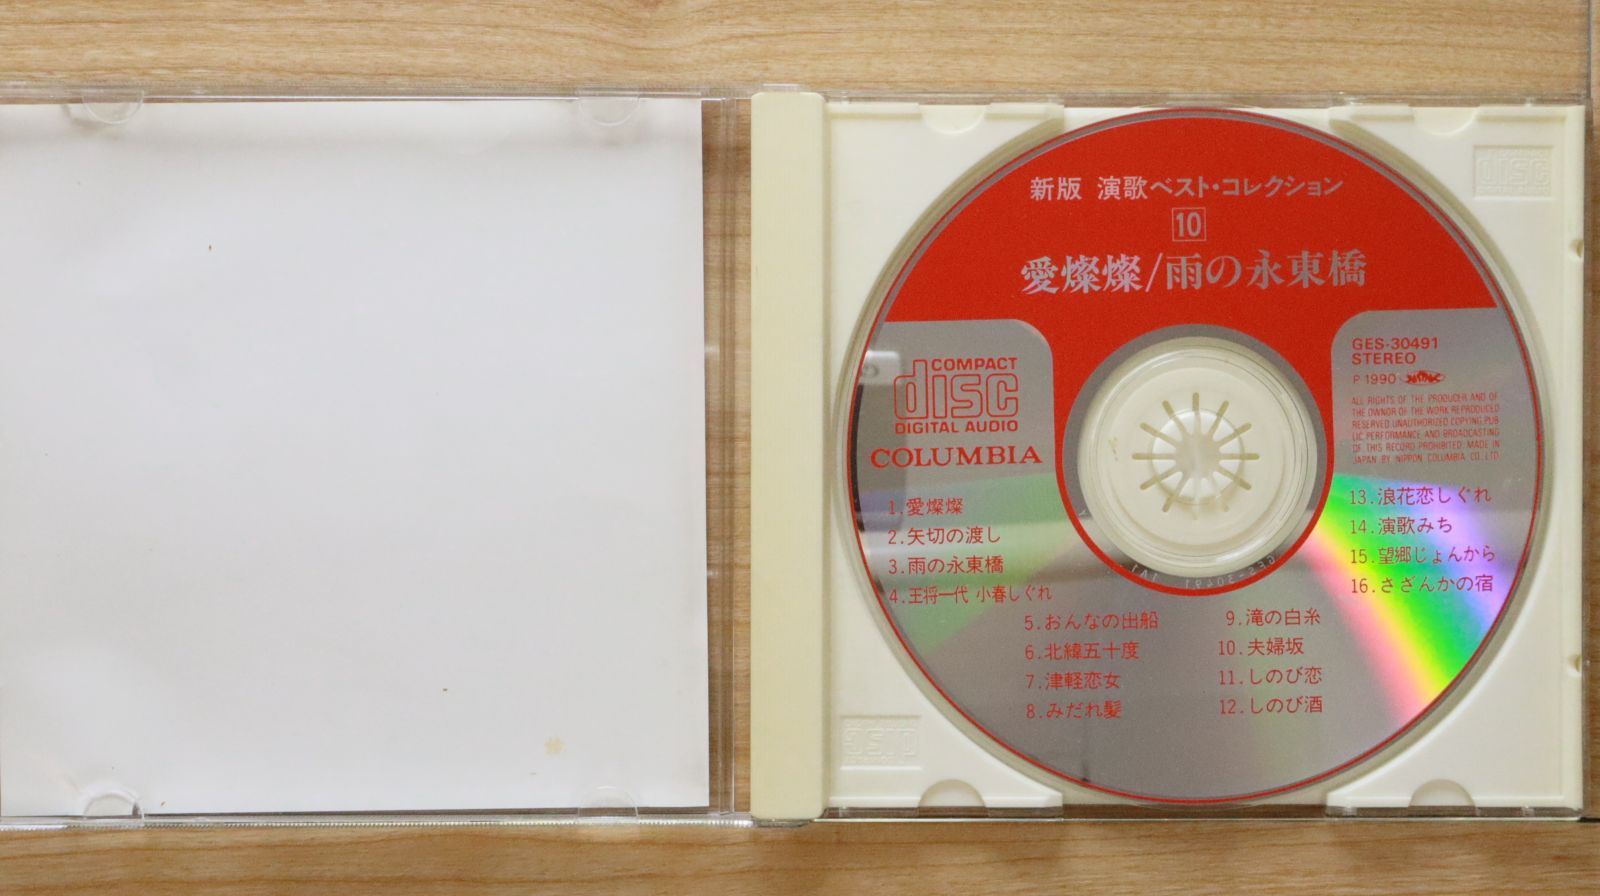 新版 演歌ベスト・コレクション
10
愛燦燦/雨の永東橋
COMPACT
disc
DIGITAL AUDIO
COLUMBIA
GES-30491
STEREO
P 1990
ALL RIGHTS OF THE PRODUCER AND OF
THE OWNOR OF THE WORK REPRODUCED
RESERVED UNAUTHORIZED COPYING PUB
LIC PERFORMANCE AND BROADCASTING
OF THIS RECORD PROHIBITED. MADE IN
JAPAN BY NIPPON COLUMBIA CO. LTD
1.愛燦燦
2.矢切の渡し
3.雨の永東橋
4.王将一代 小春しぐれ
5.おんなの出船
6.北緯五十度
7.津軽恋女
8.みだれ髪
9.滝の白糸
10.夫婦坂
11.しのび恋
12.しのび酒
13.浪花恋しぐれ
14.演歌みち
15.望郷じょんから
16.さざんかの宿
GES-30491 1A1
disc
disc